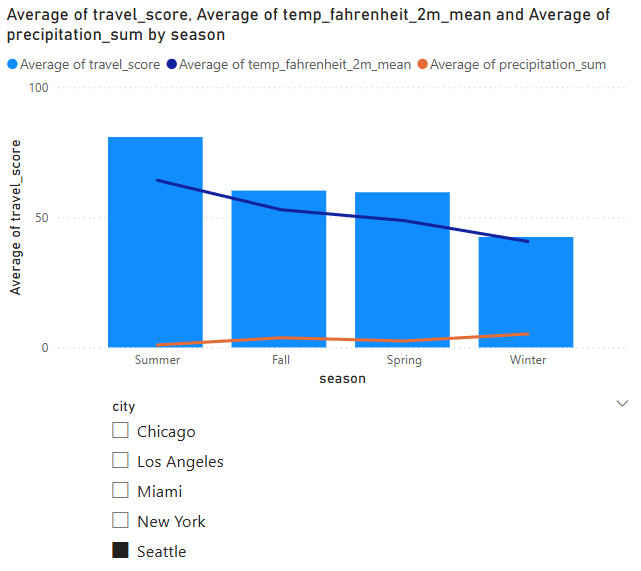 Average of travel_score, Average of temp_fahrenheit_2m_mean and Average of
precipitation_sum by season
Average of travel_score Average of temp_fahrenheit_2m_mean Average of precipitation_sum
100
50
0
Average of travel_score
Summer Fall Spring Winter
season
city
Chicago
Los Angeles
Miami
New York
Seattle